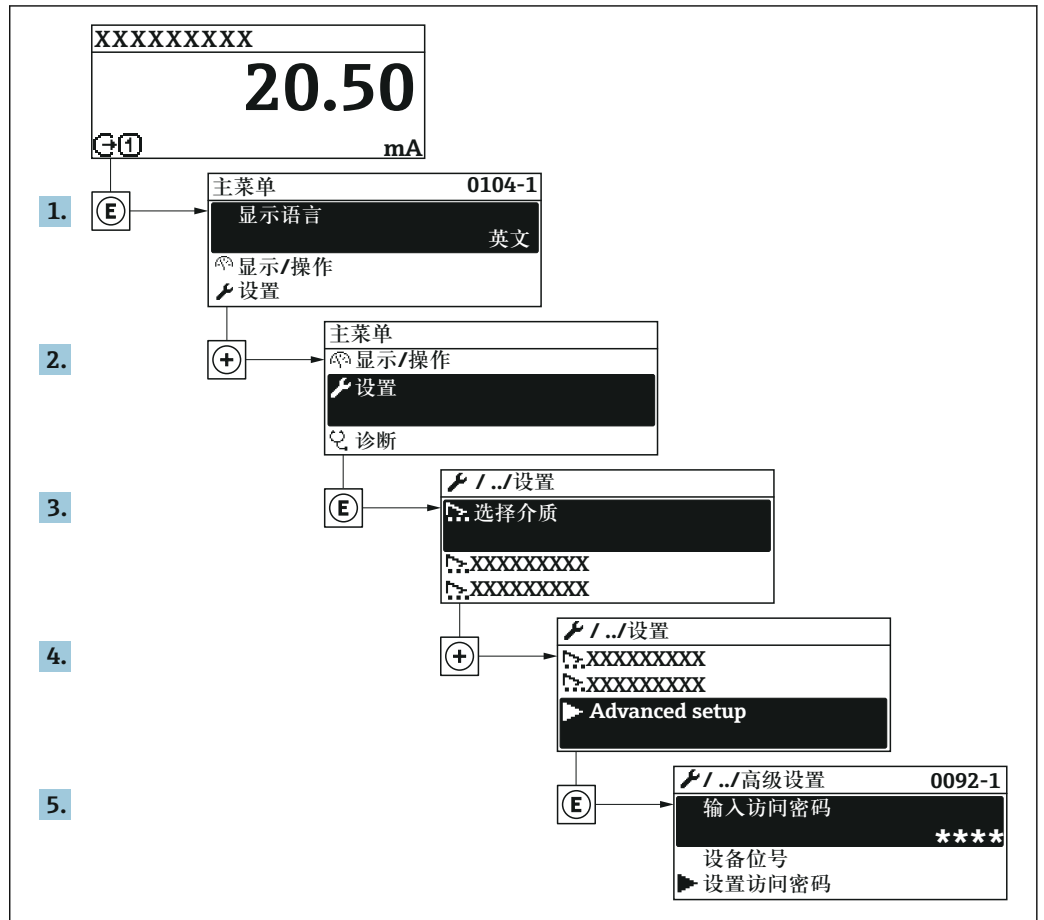 XXXXXXXXX
20.50
mA
1.
E
主菜单 0104-1
显示语言
英文
显示/操作
设置
2.
+
主菜单
显示/操作
设置
诊断
3.
E
/ ../设置
选择介质
XXXXXXXXX
XXXXXXXXX
4.
+
/ ../设置
XXXXXXXXX
XXXXXXXXX
Advanced setup
5.
E
/ ../高级设置 0092-1
输入访问密码
****
设备位号
设置访问密码